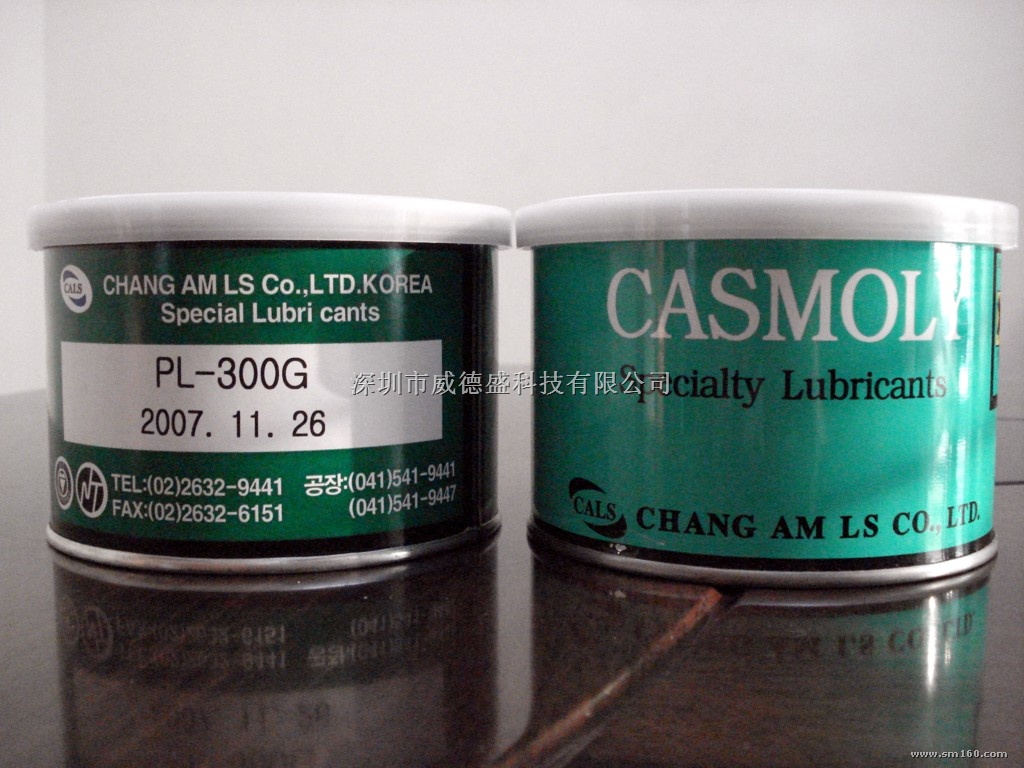 CALS
CHANG AM LS Co.,LTD.KOREA
Special Lubri cants
PL-300G
2007. 11. 26
NT
TEL:(02)2632-9441 공장:(041)541-9441
FAX:(02)2632-6151 (041)541-9447
CASMOLY
Specialty Lubricants
CALS CHANG AM LS CO., LTD.
深圳市威德盛科技有限公司
www.sm160.com